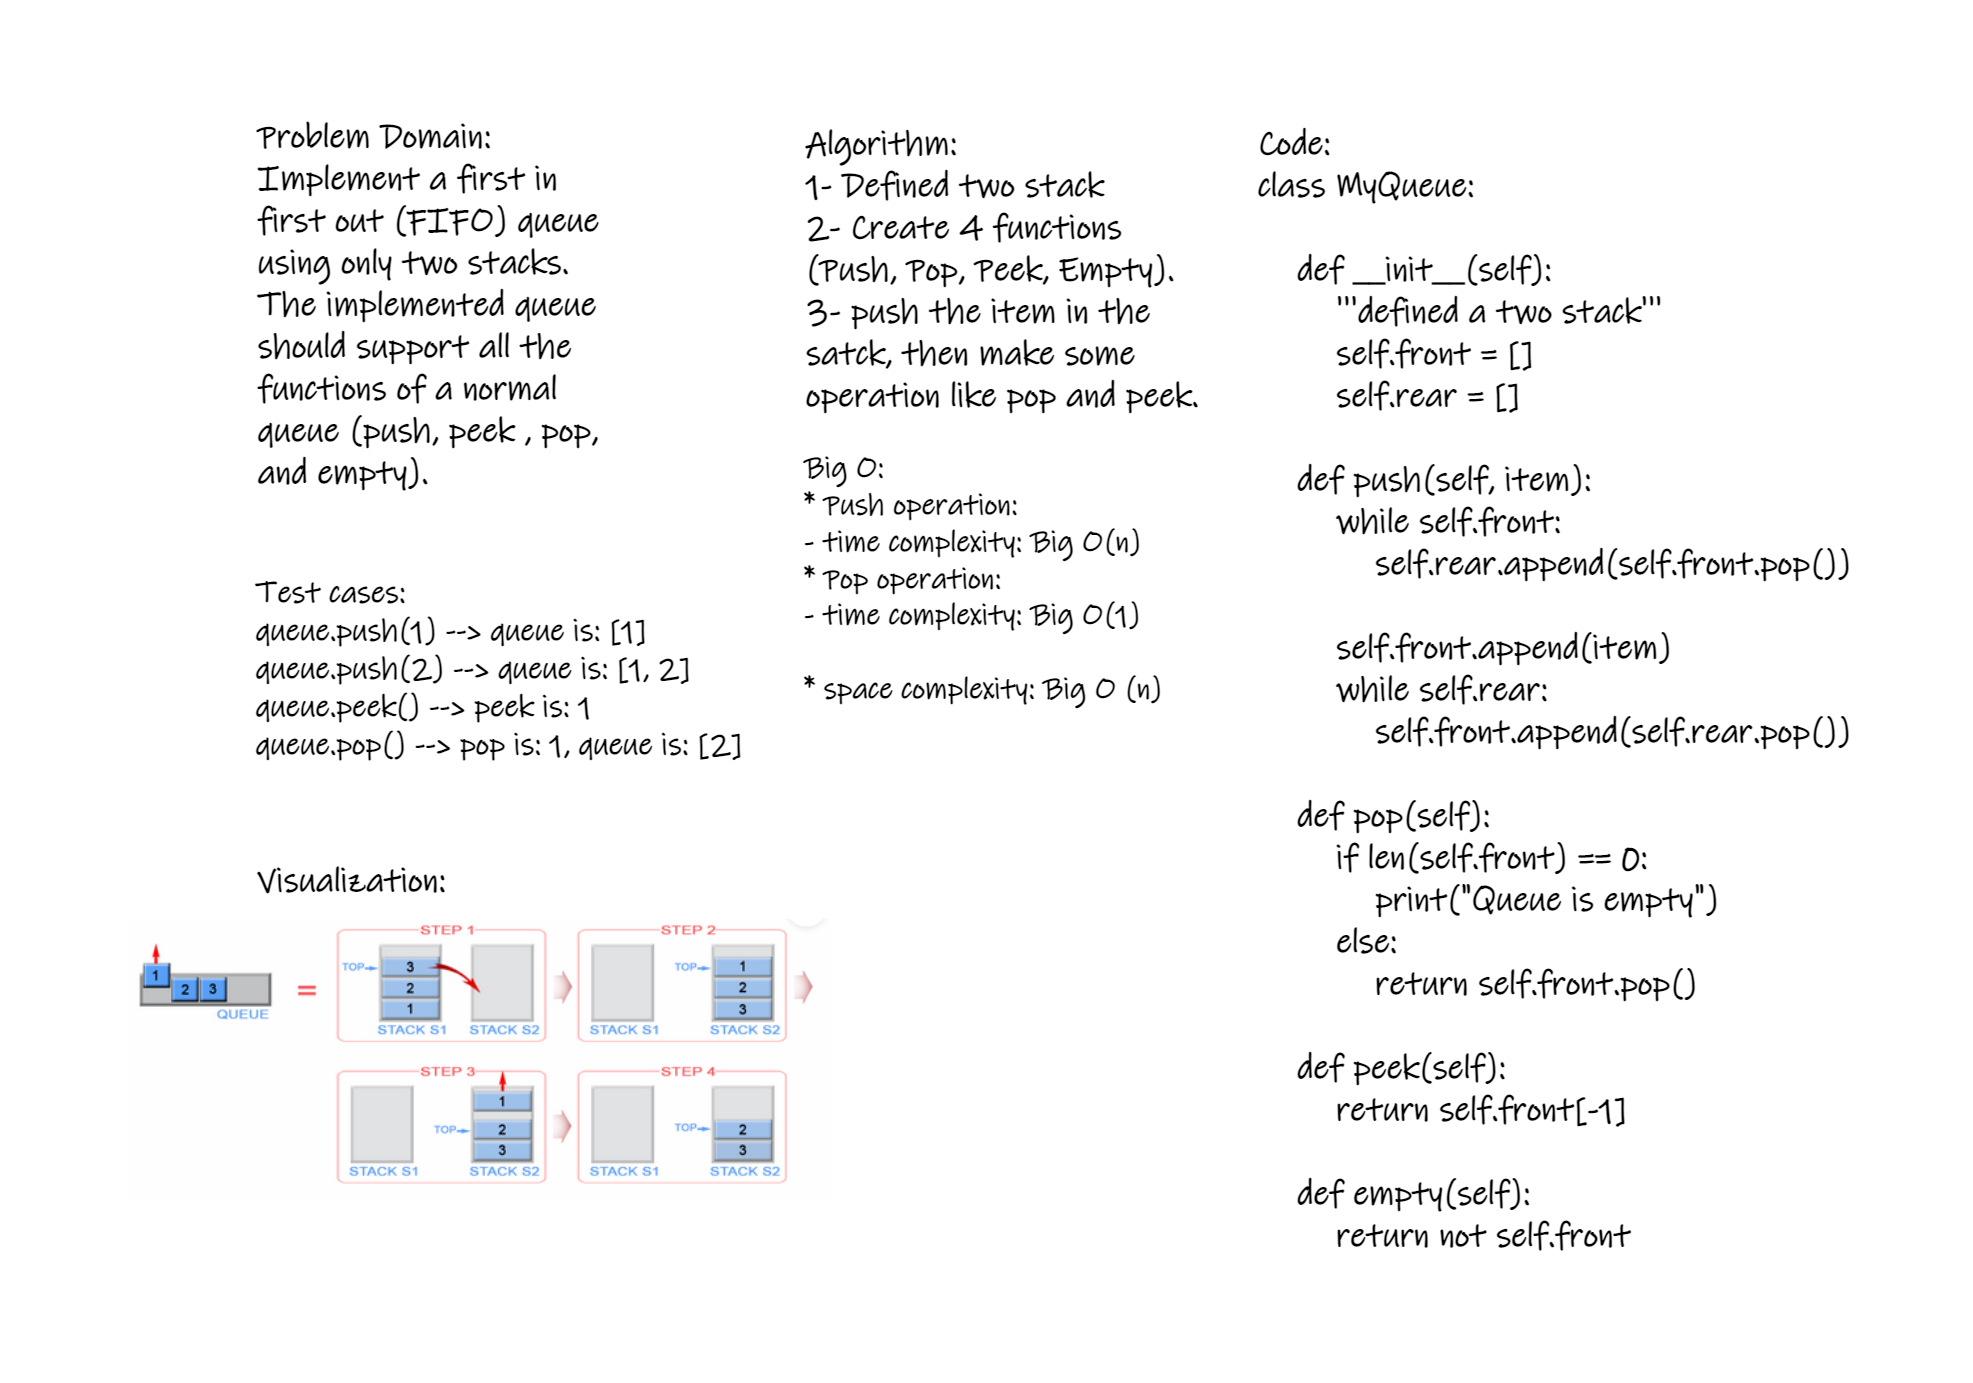 Problem Domain:
Implement a first in
first out (FIFO) queue
using only two stacks.
The implemented queue
should support all the
functions of a normal
queue (push, peek , pop,
and empty).
Test cases:
queue.push(1) --> queue is: [1]
queue.push(2) --> queue is: [1, 2]
queue.peek() --> peek is: 1
queue.pop() --> pop is: 1, queue is: [2]
Visualization:
1
2 3
QUEUE
=
STEP 1
TOP
3
2
1
STACK S1 STACK S2
STEP 2
TOP
1
2
3
STACK S1 STACK S2
STEP 3
1
TOP
2
3
STACK S1 STACK S2
STEP 4
TOP
2
3
STACK S1 STACK S2
Algorithm:
1- Defined two stack
2- Create 4 functions
(Push, Pop, Peek, Empty).
3- push the item in the
satck, then make some
operation like pop and peek.
Big O:
* Push operation:
- time complexity: Big O(n)
* Pop operation:
- time complexity: Big O(1)
* space complexity: Big O (n)
Code:
class MyQueue:
def __init__(self):
'''defined a two stack'''
self.front = []
self.rear = []
def push(self, item):
while self.front:
self.rear.append(self.front.pop())
self.front.append(item)
while self.rear:
self.front.append(self.rear.pop())
def pop(self):
if len(self.front) == 0:
print("Queue is empty")
else:
return self.front.pop()
def peek(self):
return self.front[-1]
def empty(self):
return not self.front